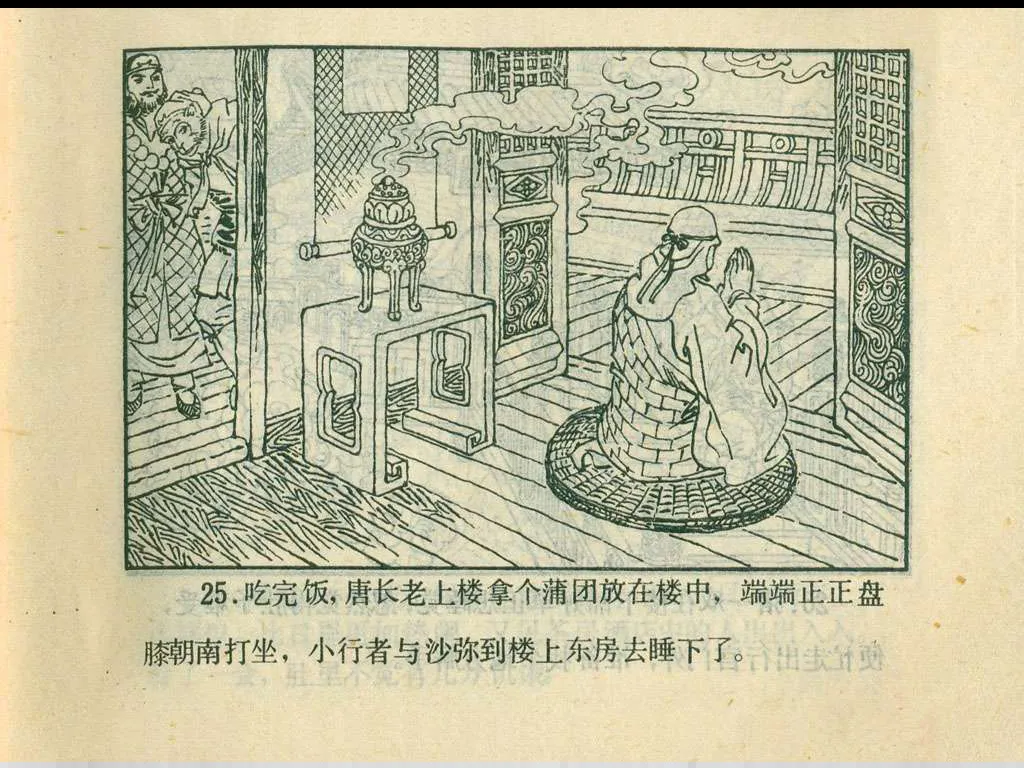 25.吃完饭,唐长老上楼拿个蒲团放在楼中，端端正正盘
膝朝南打坐，小行者与沙弥到楼上东房去睡下了。